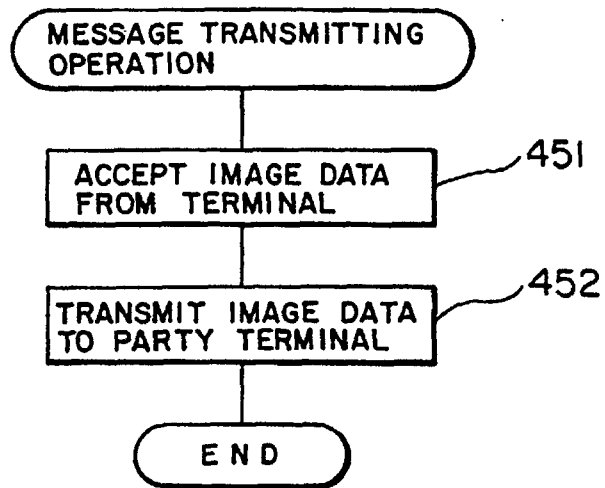 MESSAGE TRANSMITTING
OPERATION
ACCEPT IMAGE DATA
FROM TERMINAL
451
TRANSMIT IMAGE DATA
TO PARTY TERMINAL
452
END